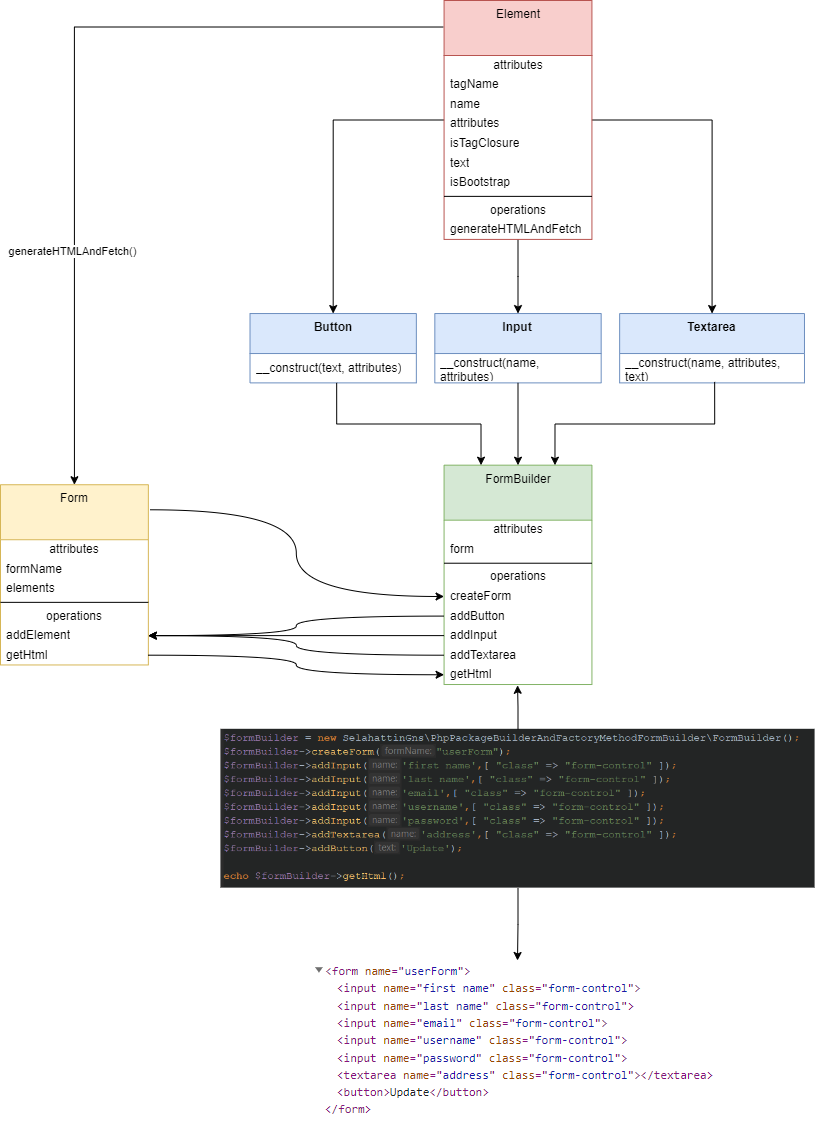 Element
attributes
tagName
name
attributes
isTagClosure
text
isBootstrap
operations
generateHTMLAndFetch
generateHTMLAndFetch()
Button
__construct(text, attributes)
Input
__construct(name,
attributes)
Textarea
__construct(name, attributes,
text)
Form
attributes
formName
elements
operations
addElement
getHtml
FormBuilder
attributes
form
operations
createForm
addButton
addInput
addTextarea
getHtml
$formBuilder = new SelahattinGns\PhpPackageBuilderAndFactoryMethodFormBuilder\FormBuilder();
$formBuilder->createForm( formName: "userForm");
$formBuilder->addInput( name: 'first name',[ "class" => "form-control" ]);
$formBuilder->addInput( name: 'last name',[ "class" => "form-control" ]);
$formBuilder->addInput( name: 'email',[ "class" => "form-control" ]);
$formBuilder->addInput( name: 'username',[ "class" => "form-control" ]);
$formBuilder->addInput( name: 'password',[ "class" => "form-control" ]);
$formBuilder->addTextarea( name: 'address',[ "class" => "form-control" ]);
$formBuilder->addButton( text: 'Update');
echo $formBuilder->getHtml();
<form name="userForm">
<input name="first name" class="form-control">
<input name="last name" class="form-control">
<input name="email" class="form-control">
<input name="username" class="form-control">
<input name="password" class="form-control">
<textarea name="address" class="form-control"></textarea>
<button>Update</button>
</form>